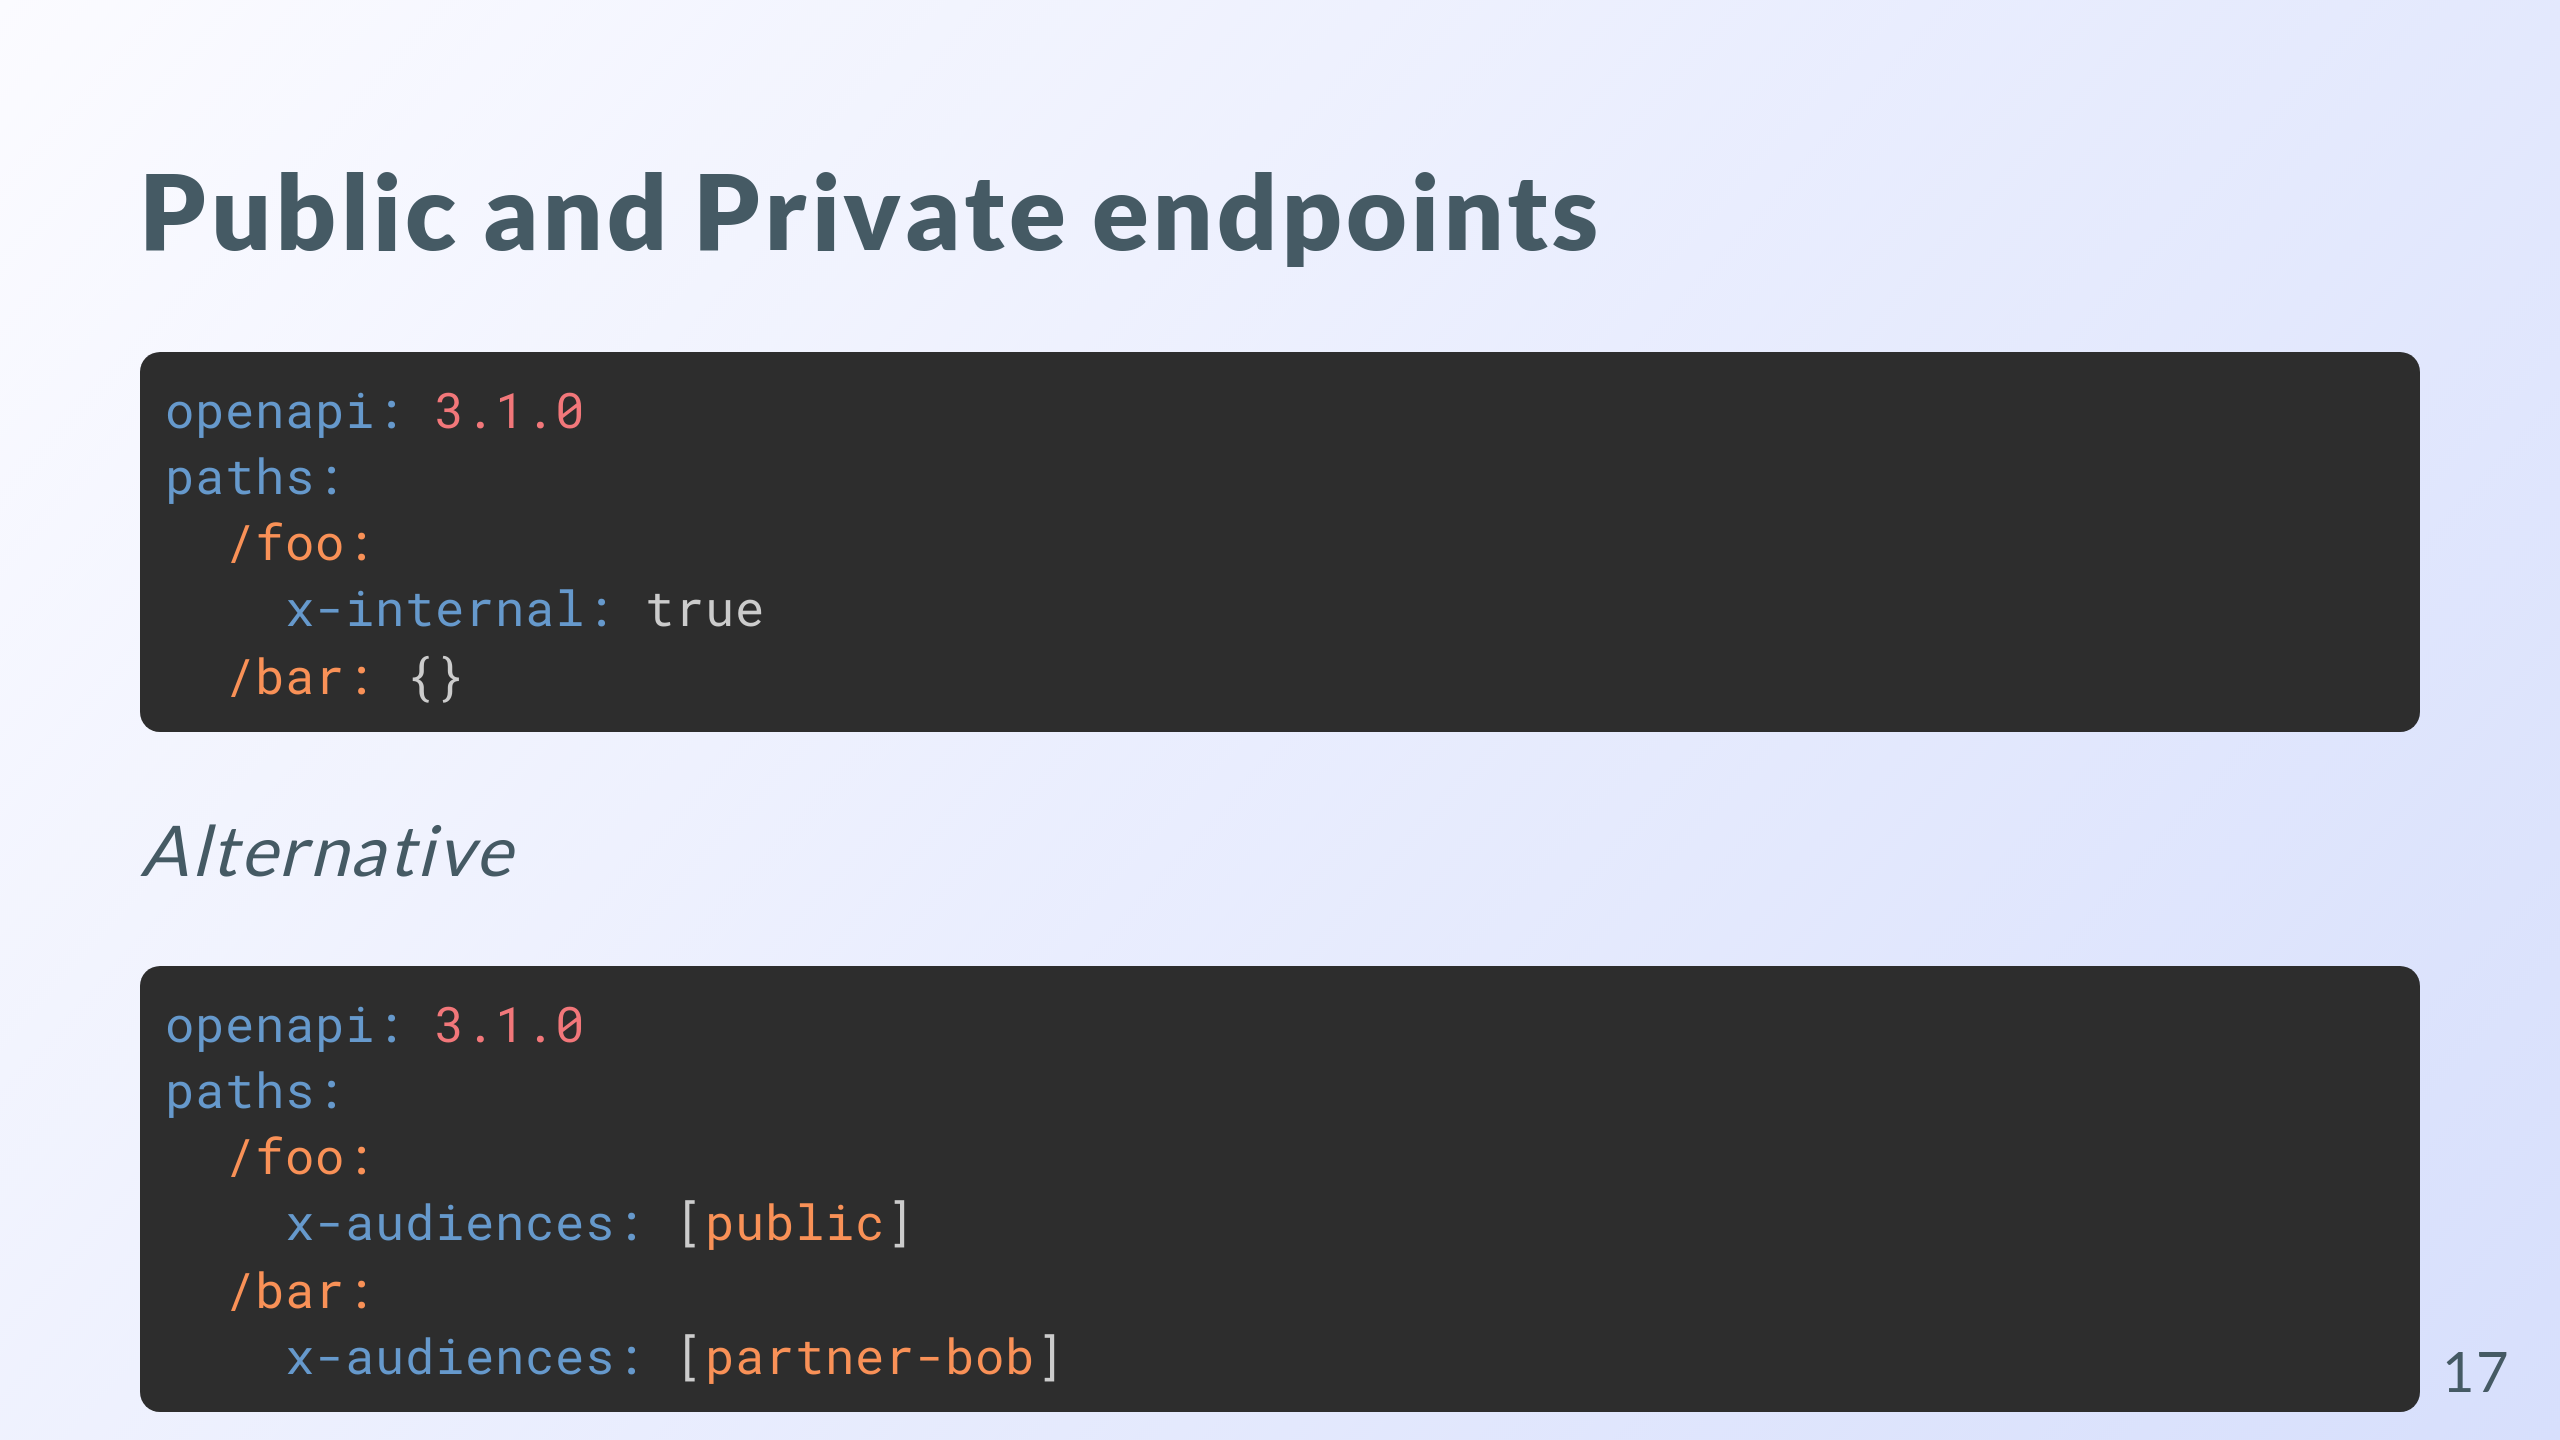 Public and Private endpoints
openapi: 3.1.0
paths:
  /foo:
    x-internal: true
  /bar: {}
Alternative
openapi: 3.1.0
paths:
  /foo:
    x-audiences: [public]
  /bar:
    x-audiences: [partner-bob]
17